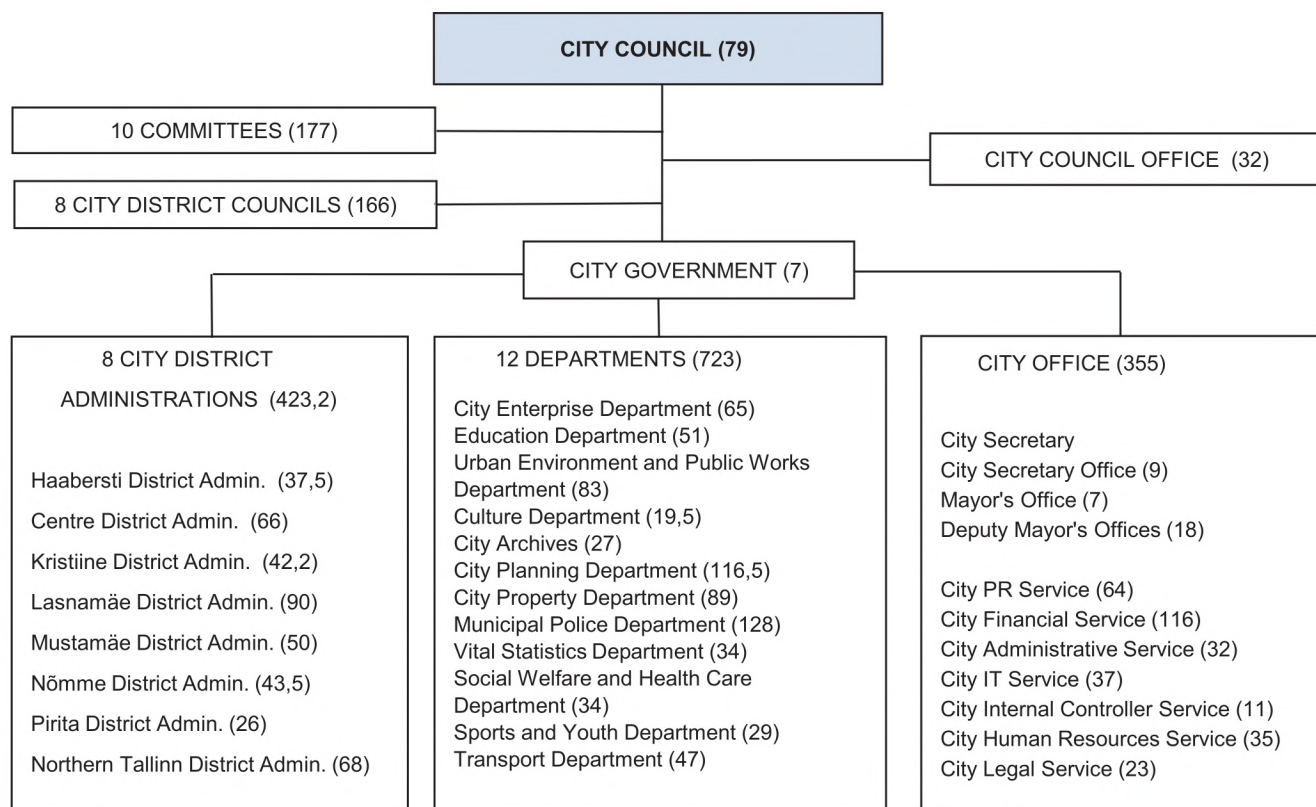 CITY COUNCIL (79)
10 COMMITTEES (177)
CITY COUNCIL OFFICE (32)
8 CITY DISTRICT COUNCILS (166)
CITY GOVERNMENT (7)
8 CITY DISTRICT
ADMINISTRATIONS (423,2)
Haabersti District Admin. (37,5)
Centre District Admin. (66)
Kristiine District Admin. (42,2)
Lasnamäe District Admin. (90)
Mustamäe District Admin. (50)
Nõmme District Admin. (43,5)
Pirita District Admin. (26)
Northern Tallinn District Admin. (68)
12 DEPARTMENTS (723)
City Enterprise Department (65)
Education Department (51)
Urban Environment and Public Works
Department (83)
Culture Department (19,5)
City Archives (27)
City Planning Department (116,5)
City Property Department (89)
Municipal Police Department (128)
Vital Statistics Department (34)
Social Welfare and Health Care
Department (34)
Sports and Youth Department (29)
Transport Department (47)
CITY OFFICE (355)
City Secretary
City Secretary Office (9)
Mayor's Office (7)
Deputy Mayor's Offices (18)
City PR Service (64)
City Financial Service (116)
City Administrative Service (32)
City IT Service (37)
City Internal Controller Service (11)
City Human Resources Service (35)
City Legal Service (23)